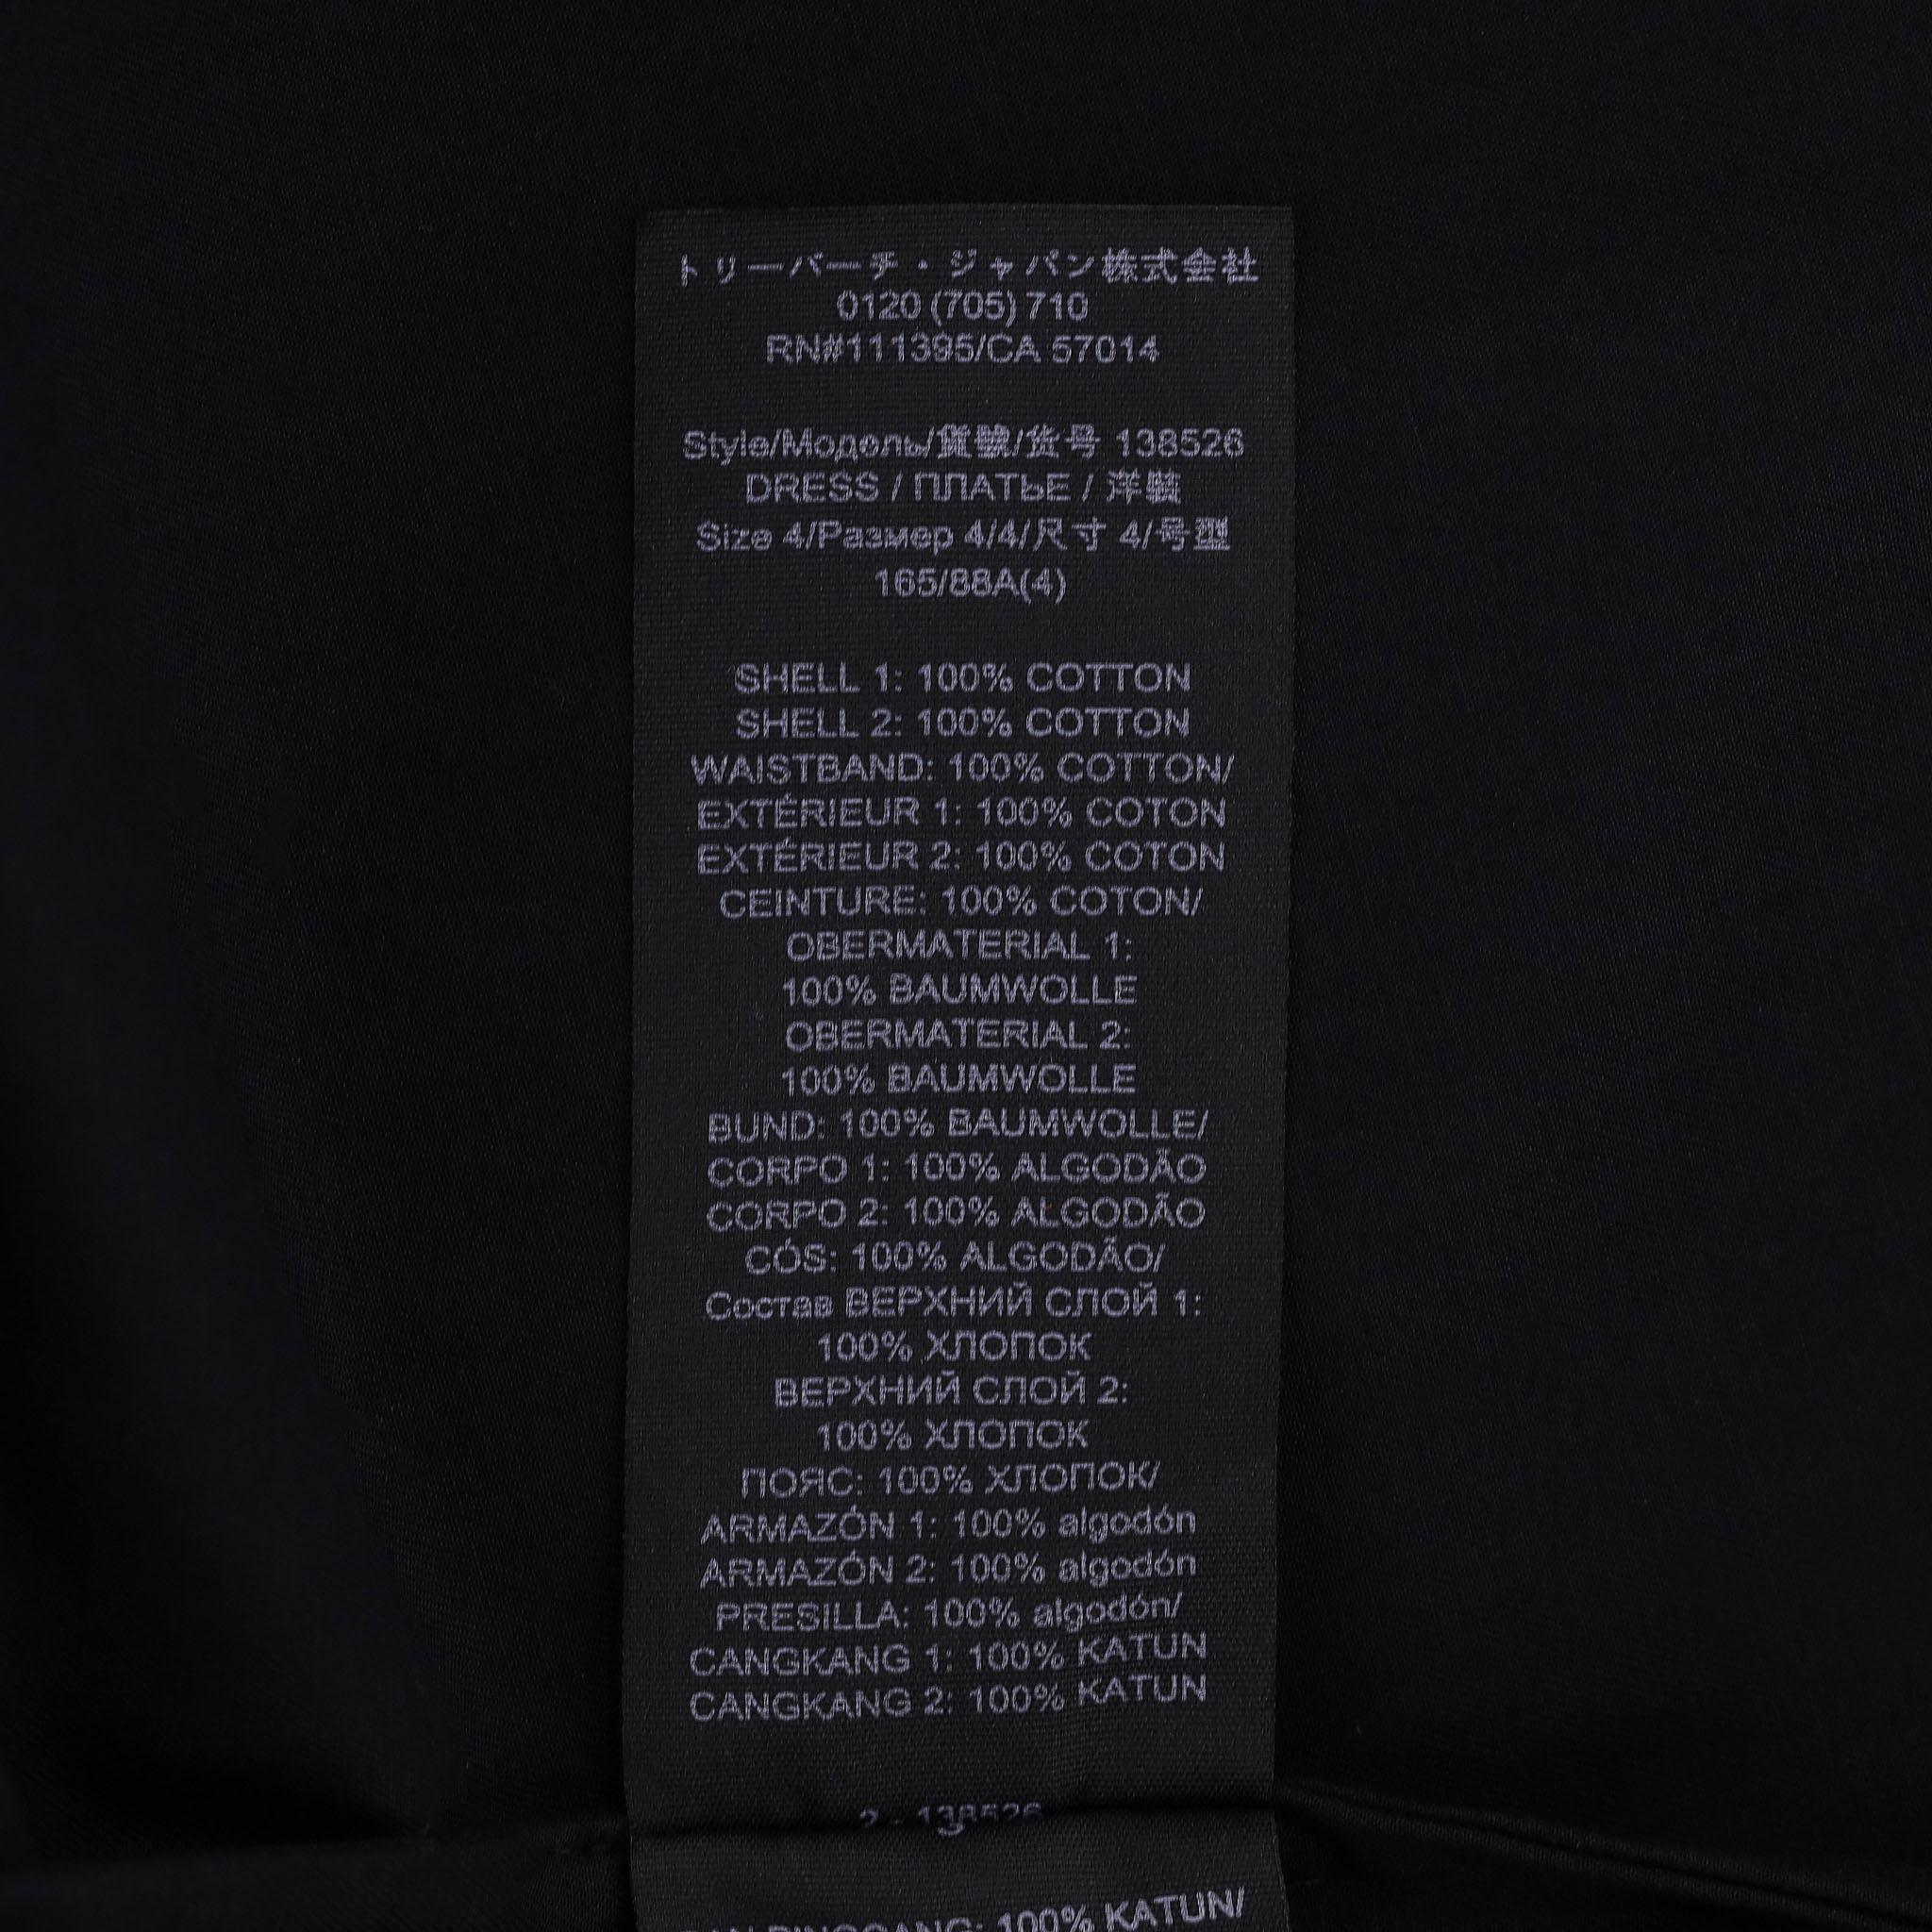 トリーバーチ・ジャパン株式会社
0120 (705) 710
RN#111395/CA 57014
Style/Модель/貨號/货号 138526
DRESS / ПЛАТЬЕ / 洋裝
Size 4/Размер 4/4/尺寸 4/号型
165/88A(4)
SHELL 1: 100% COTTON
SHELL 2: 100% COTTON
WAISTBAND: 100% COTTON/
EXTÉRIEUR 1: 100% COTON
EXTÉRIEUR 2: 100% COTON
CEINTURE: 100% COTON/
OBERMATERIAL 1:
100% BAUMWOLLE
OBERMATERIAL 2:
100% BAUMWOLLE
BUND: 100% BAUMWOLLE/
CORPO 1: 100% ALGODÃO
CORPO 2: 100% ALGODÃO
CÓS: 100% ALGODÃO/
Состав ВЕРХНИЙ СЛОЙ 1:
100% ХЛОПОК
ВЕРХНИЙ СЛОЙ 2:
100% ХЛОПОК
ПОЯС: 100% ХЛОПОК/
ARMAZÓN 1: 100% algodón
ARMAZÓN 2: 100% algodón
PRESILLA: 100% algodón/
CANGKANG 1: 100% KATUN
CANGKANG 2: 100% KATUN
2 - 138526
100% KATUN/